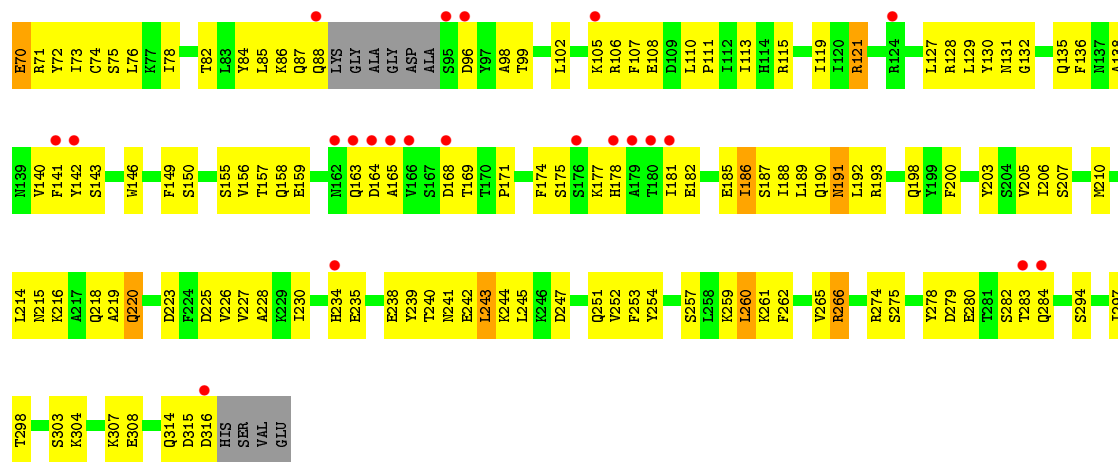 E70 R71 Y72 I73 C74 S75 L76 K77 I78 T82 L83 Y84 L85 K86 Q87 Q88 LYS GLY ALA GLY ASP ALA S95 D96 Y97 A98 T99 L102 K105 R106 F107 E108 D109 L110 P111 I112 I113 H114 R115 I119 I120 R121 R124 L127 R128 L129 Y130 N131 G132 Q135 F136 N137 A138
N139 V140 F141 Y142 S143 W146 F149 S150 S155 V156 T157 Q158 E159 N162 Q163 D164 A165 V166 S167 D168 T169 T170 P171 F174 S175 S176 K177 H178 A179 T180 I181 E182 E185 I186 S187 I188 L189 Q190 N191 L192 R193 Q198 Y199 F200 Y203 S204 V205 I206 S207 M210
L214 N215 K216 A217 Q218 A219 Q220 D223 F224 D225 V226 V227 A228 K229 I230 H234 E235 E238 Y239 T240 N241 E242 L243 K244 L245 K246 D247 Q251 V252 F253 Y254 S257 L258 K259 L260 K261 F262 V265 R266 R274 S275 Y278 D279 E280 T281 S282 T283 Q284 S294 I297
T298 S303 K304 K307 E308 Q314 D315 D316 HIS SER VAL GLU